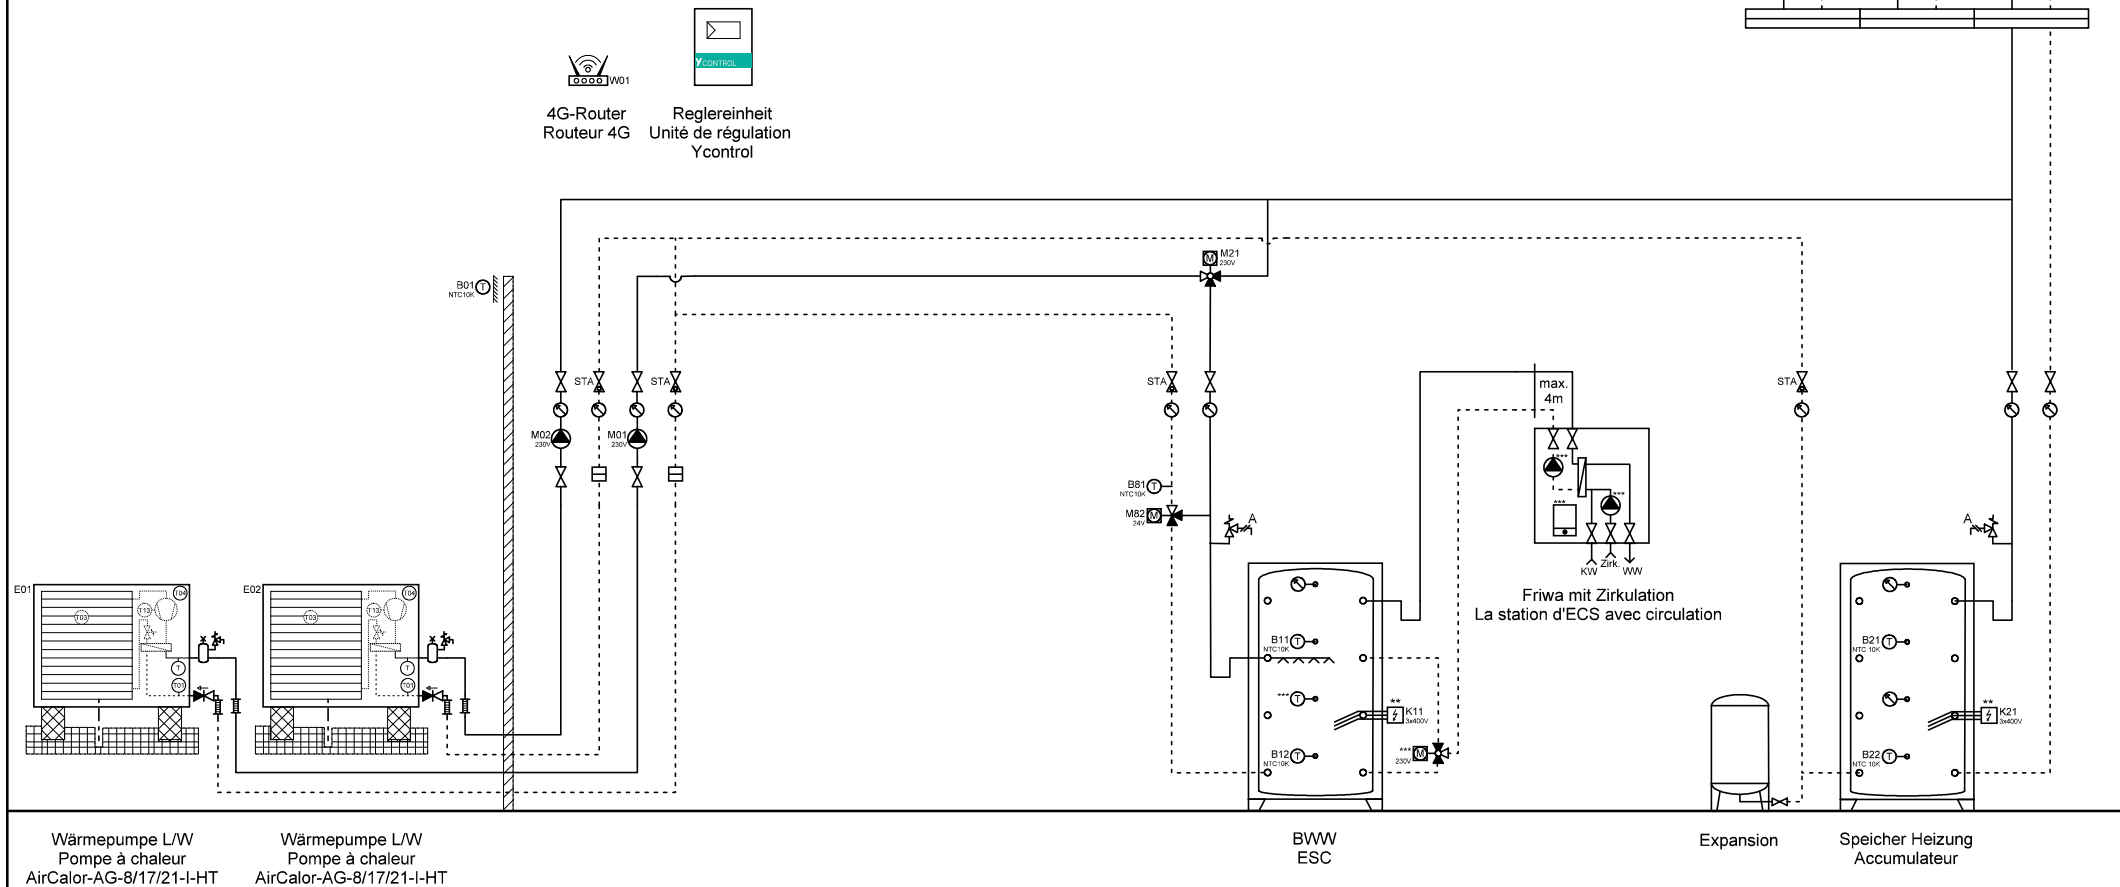 YCONTROL
W01
4G-Router
Routeur 4G
Reglereinheit
Unité de régulation
Ycontrol
M21
230V
B01
T
NTC10K
M
STA
STA
STA
STA
max.
4m
M02
230V
M01
230V
***
***
***
B81
T
NTC10K
M82
M
24V
A
A
KW
Zirk.
WW
Friwa mit Zirkulation
La station d'ECS avec circulation
E01
T04
T13
T03
T
T01
E02
T04
T13
T03
T
T01
B11
T
NTC10K
***
T
**
K11
3x400V
B12
T
NTC10K
***
M
230V
B21
T
NTC 10K
**
K21
3x400V
B22
T
NTC 10K
Wärmepumpe L/W
Pompe à chaleur
AirCalor-AG-8/17/21-I-HT
Wärmepumpe L/W
Pompe à chaleur
AirCalor-AG-8/17/21-I-HT
BWW
ESC
Expansion
Speicher Heizung
Accumulateur